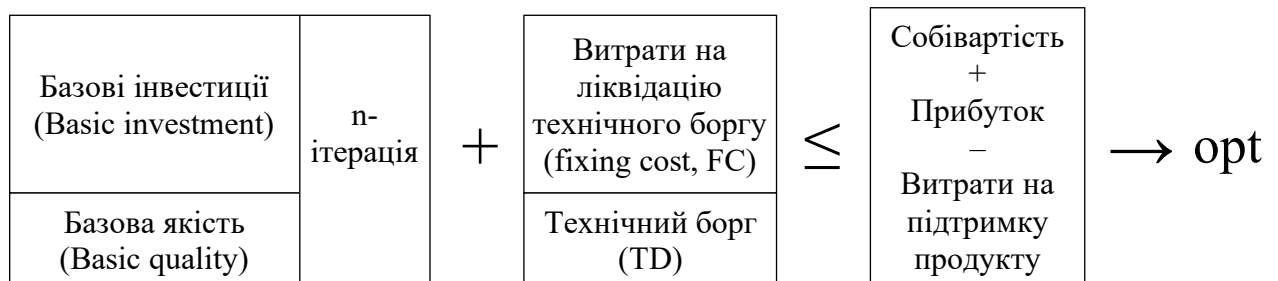 Базові інвестиції
(Basic investment)
Базова якість
(Basic quality)
n-
ітерація
+
Витрати на
ліквідацію
технічного боргу
(fixing cost, FC)
Технічний борг
(TD)
≤
Собівартість
+
Прибуток
–
Витрати на
підтримку
продукту
→ opt